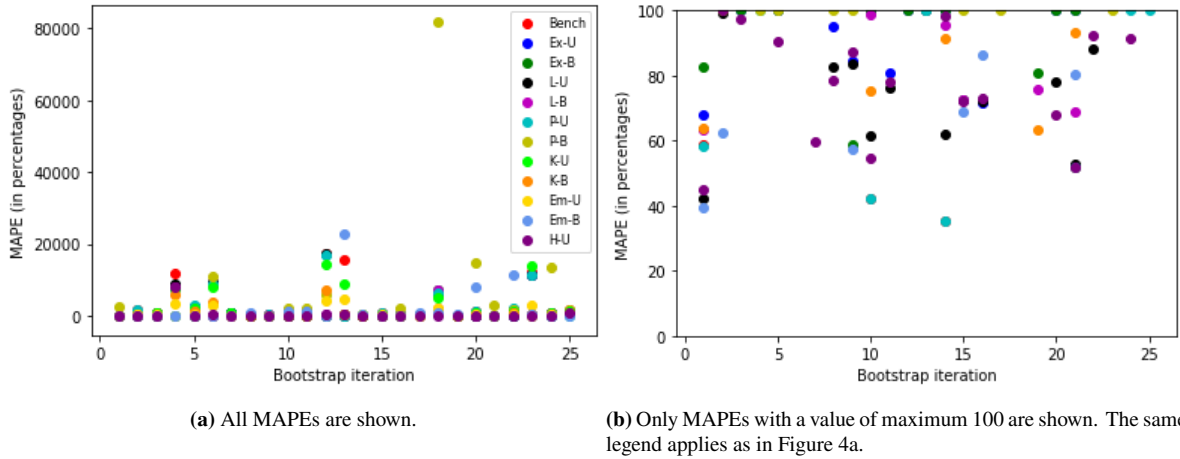 MAPE (in percentages)
80000
60000
40000
20000
0
0
5
10
15
20
25
Bootstrap iteration
Bench
Ex-U
Ex-B
L-U
L-B
P-U
P-B
K-U
K-B
Em-U
Em-B
H-U
(a) All MAPEs are shown.
MAPE (in percentages)
100
80
60
40
20
0
0
5
10
15
20
25
Bootstrap iteration
(b) Only MAPEs with a value of maximum 100 are shown. The same
legend applies as in Figure 4a.